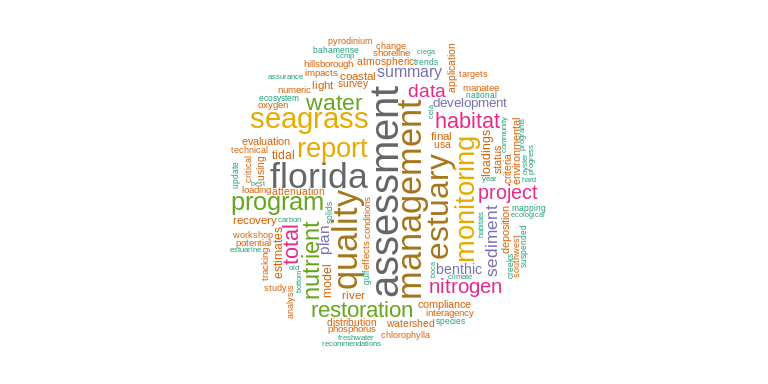 pyrodinium
change
ciega
bahamense
shoreline
ccmp
atmospheric
trends
hillsborough
summary
application
assurance
impacts
coastal
targets
numeric
light
survey
data
manatee
national
ecosystem
water
development
oxygen
seagrass
assessment
management
ceia
habitat
community
environmental
programs
evaluation
report
final
usa
monitoring
loadings
status
criteria
oyster
progress
technical
tidal
critical
using
update
florida
estuary
year
hard
best
loading
attenuation
quality
project
program
solids
conditions
ecological
recovery
carbon
total
nutrient
plan
habitats
sediment
deposition
suspended
southwest
creeks
workshop
potential
estuarine
tracking
estimates
effects
gulf
boca
benthic
climate
old
bottom
model
study
analysis
river
nitrogen
compliance
restoration
interagency
distribution
watershed
species
phosphorus
chlorophylla
freshwater
recommendations